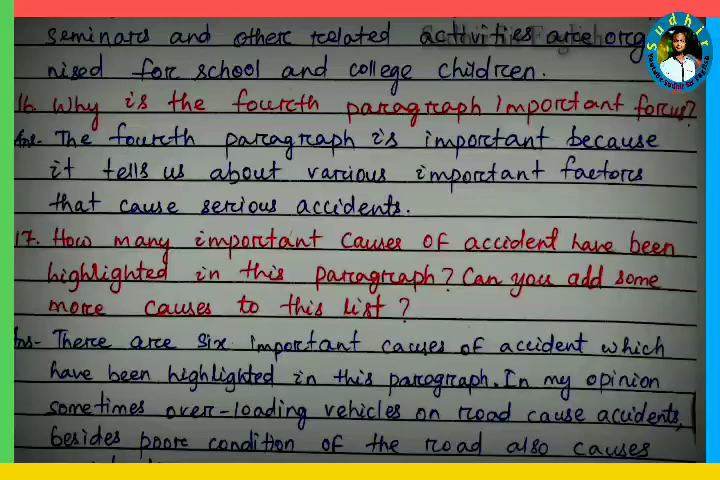 seminars and other related activities are orga
nised for school and college children.
16. Why is the fourth paragraph important for us?
Ans- The fourth paragraph is important because
it tells us about various important factors
that cause serious accidents.
17. How many important causes of accident have been
highlighted in this paragraph? Can you add some
more causes to this list?
Ans- There are six important causes of accident which
have been highlighted in this paragraph. In my opinion
sometimes over-loading vehicles on road cause accidents,
besides poor condition of the road also causes
Sudhir